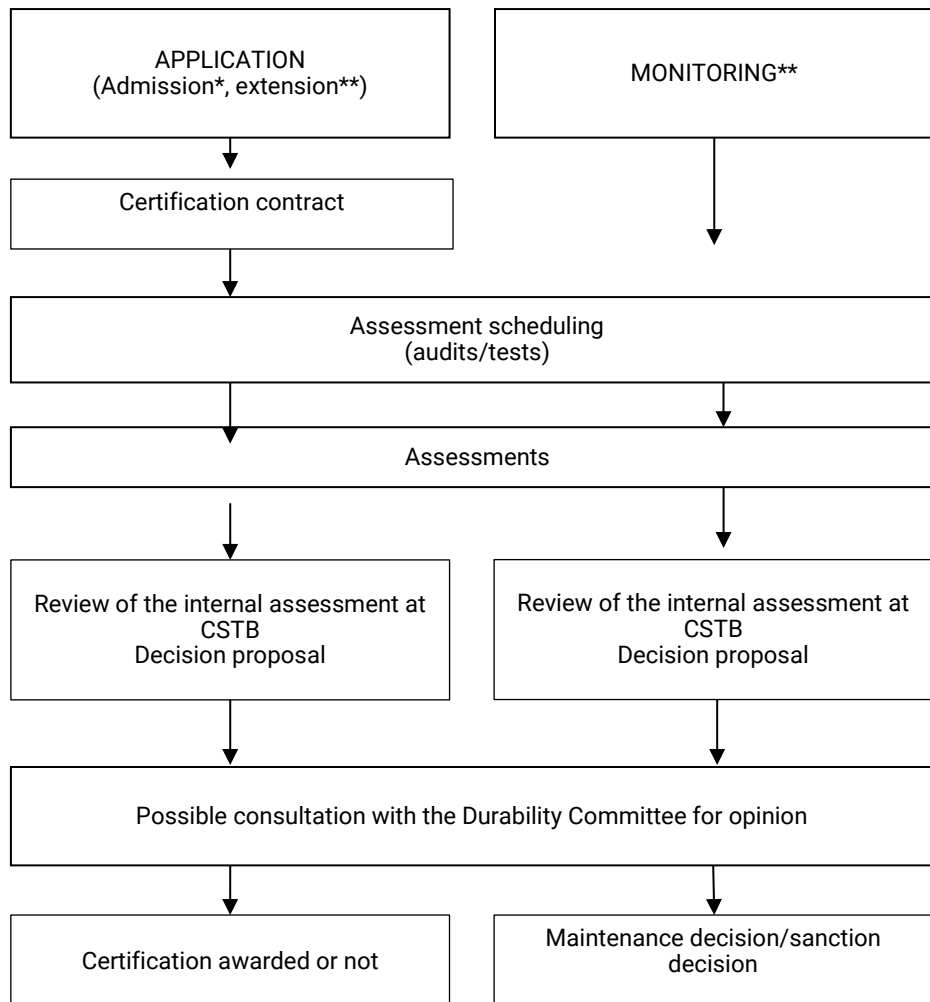 APPLICATION
(Admission*, extension**)
MONITORING**
Certification contract
Assessment scheduling
(audits/tests)
Assessments
Review of the internal assessment at
CSTB
Decision proposal
Review of the internal assessment at
CSTB
Decision proposal
Possible consultation with the Durability Committee for opinion
Certification awarded or not
Maintenance decision/sanction
decision